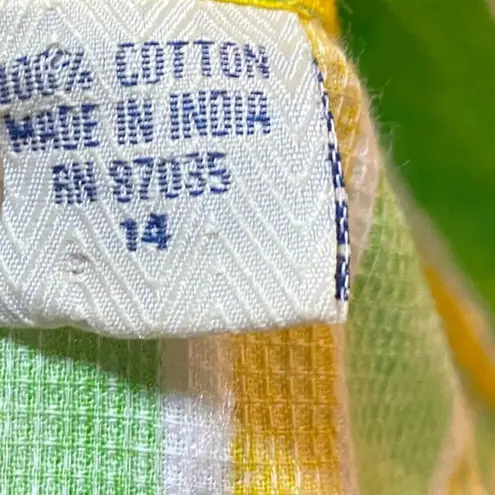 100% COTTON
MADE IN INDIA
RN 97035
14